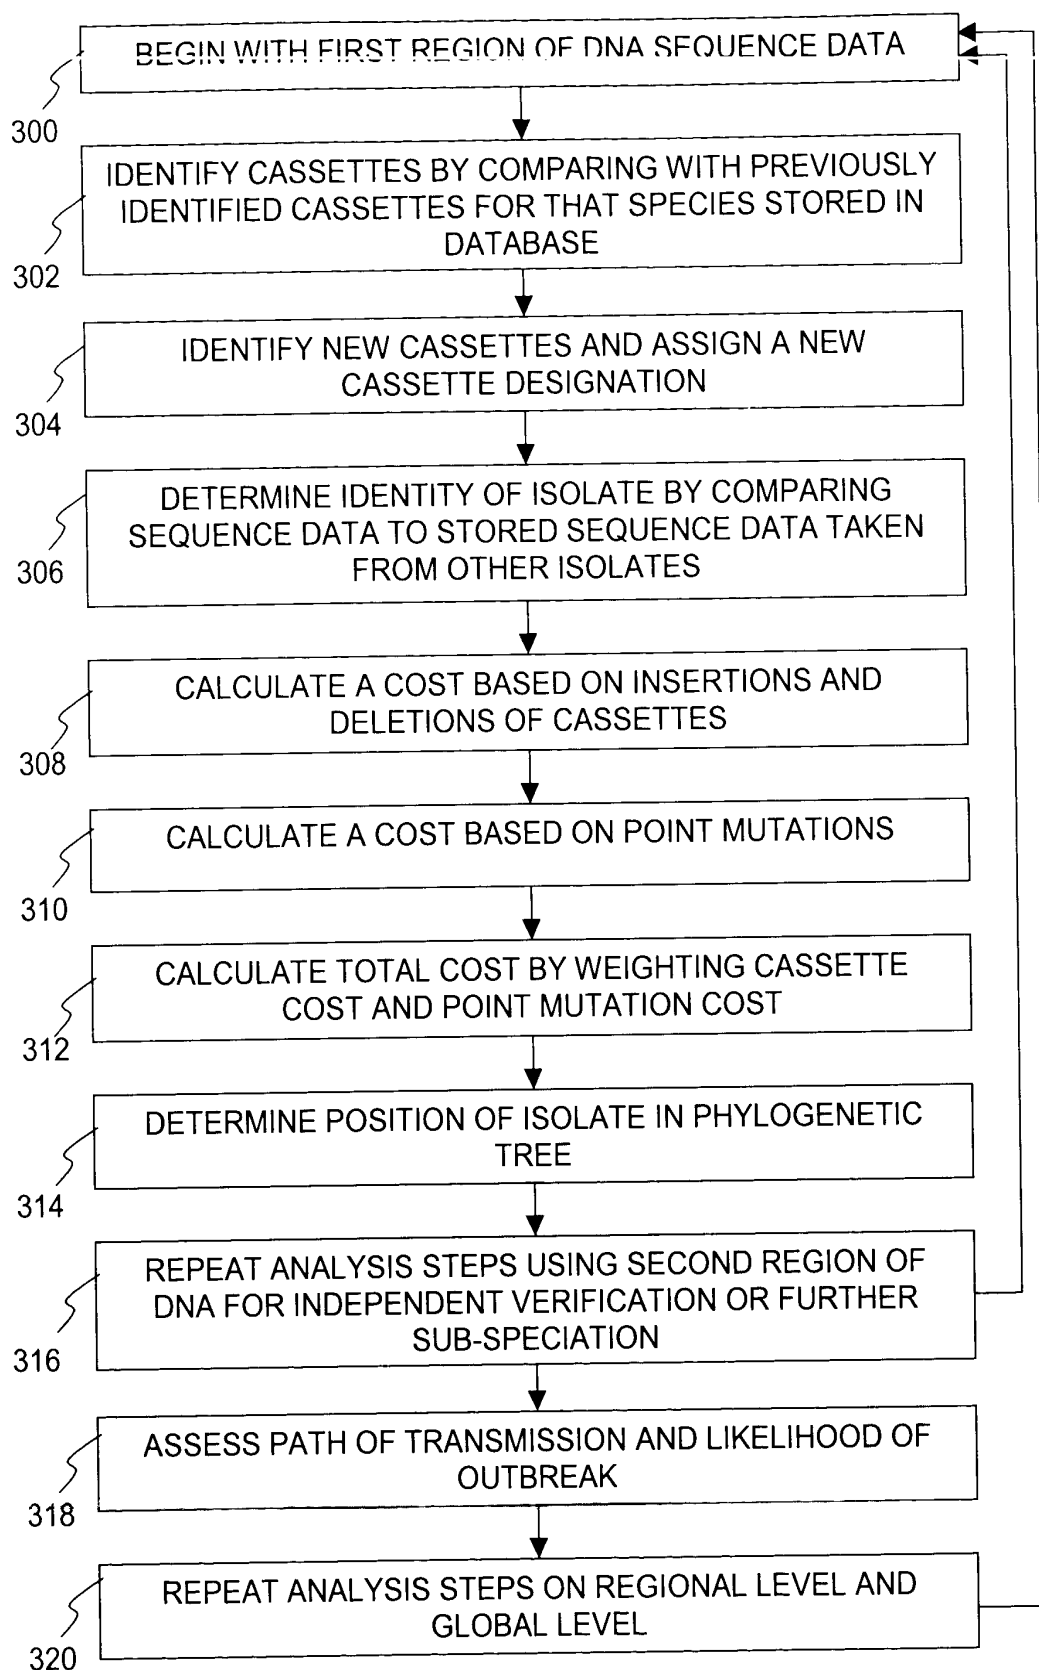 BEGIN WITH FIRST REGION OF DNA SEQUENCE DATA
300
IDENTIFY CASSETTES BY COMPARING WITH PREVIOUSLY
IDENTIFIED CASSETTES FOR THAT SPECIES STORED IN
DATABASE
302
IDENTIFY NEW CASSETTES AND ASSIGN A NEW
CASSETTE DESIGNATION
304
DETERMINE IDENTITY OF ISOLATE BY COMPARING
SEQUENCE DATA TO STORED SEQUENCE DATA TAKEN
FROM OTHER ISOLATES
306
CALCULATE A COST BASED ON INSERTIONS AND
DELETIONS OF CASSETTES
308
CALCULATE A COST BASED ON POINT MUTATIONS
310
CALCULATE TOTAL COST BY WEIGHTING CASSETTE
COST AND POINT MUTATION COST
312
DETERMINE POSITION OF ISOLATE IN PHYLOGENETIC
TREE
314
REPEAT ANALYSIS STEPS USING SECOND REGION OF
DNA FOR INDEPENDENT VERIFICATION OR FURTHER
SUB-SPECIATION
316
ASSESS PATH OF TRANSMISSION AND LIKELIHOOD OF
OUTBREAK
318
REPEAT ANALYSIS STEPS ON REGIONAL LEVEL AND
GLOBAL LEVEL
320